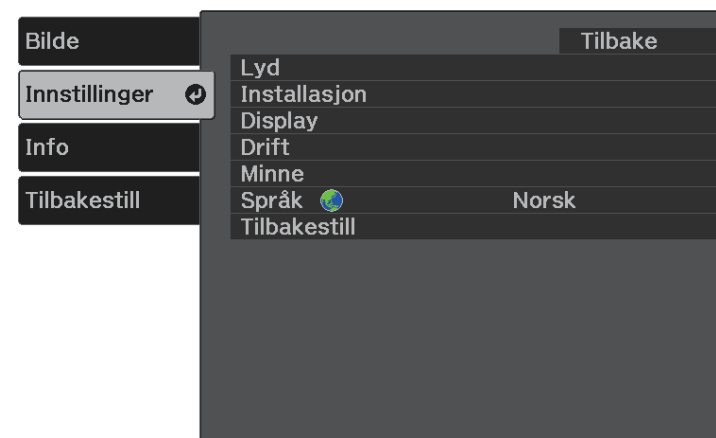 Bilde
Innstillinger
Info
Tilbakestill
Tilbake
Lyd
Installasjon
Display
Drift
Minne
Språk Norsk
Tilbakestill